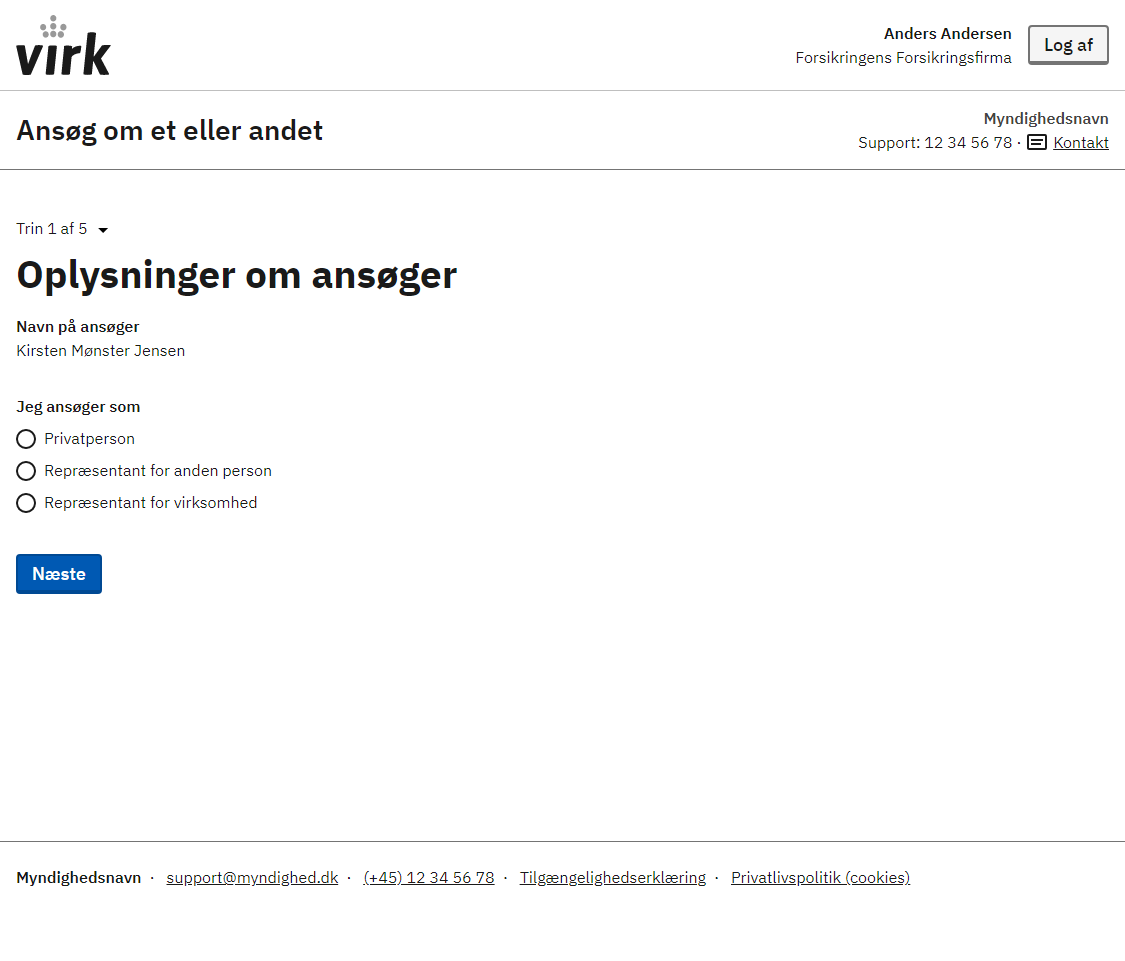 virk
Anders Andersen
Forsikringens Forsikringsfirma
Log af
Ansøg om et eller andet
Myndighedsnavn
Support: 12 34 56 78 · Kontakt
Trin 1 af 5
Oplysninger om ansøger
Navn på ansøger
Kirsten Mønster Jensen
Jeg ansøger som
Privatperson
Repræsentant for anden person
Repræsentant for virksomhed
Næste
Myndighedsnavn · support@myndighed.dk · (+45) 12 34 56 78 · Tilgængelighedserklæring · Privatlivspolitik (cookies)